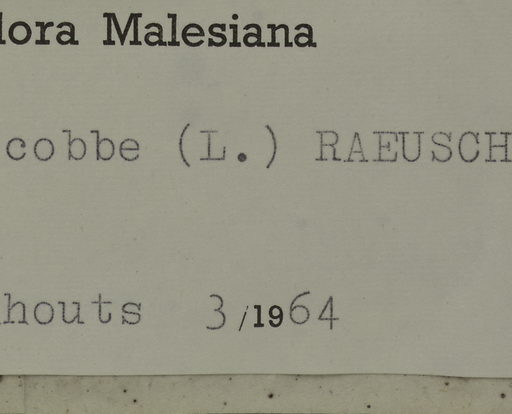 lora Malesiana
cobbe (L.) RAEUSCH
houts 3/1964